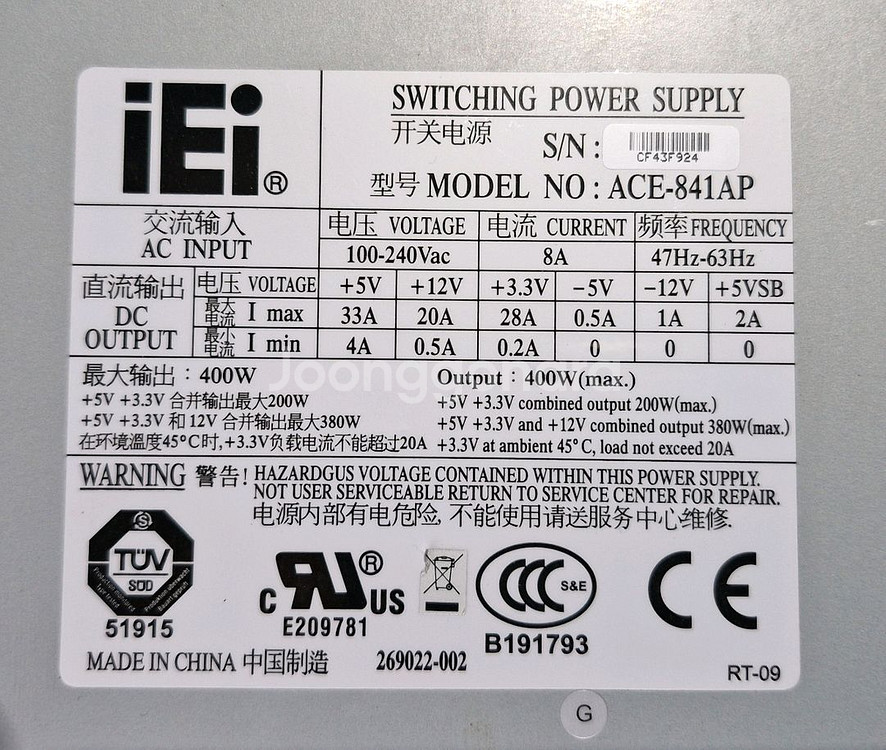 iEi®
SWITCHING POWER SUPPLY
开关电源
S/N :
CF43F924
型号 MODEL NO : ACE-841AP
交流输入
AC INPUT
电压 VOLTAGE 电流 CURRENT 频率 FREQUENCY
100-240Vac 8A 47Hz-63Hz
直流输出
DC
OUTPUT
电压 VOLTAGE +5V +12V +3.3V -5V -12V +5VSB
最大电流 I max 33A 20A 28A 0.5A 1A 2A
最小电流 I min 4A 0.5A 0.2A 0 0 0
最大输出 : 400W
+5V +3.3V 合并输出最大200W
+5V +3.3V 和 12V 合并输出最大380W
在环境溫度45°C时,+3.3V负载电流不能超过20A
Output : 400W(max.)
+5V +3.3V combined output 200W(max.)
+5V +3.3V and +12V combined output 380W(max.)
+3.3V at ambient 45°C, load not exceed 20A
Joonggonara
WARNING 警告! HAZARDGUS VOLTAGE CONTAINED WITHIN THIS POWER SUPPLY.
NOT USER SERVICEABLE RETURN TO SERVICE CENTER FOR REPAIR.
电源内部有电危险, 不能使用请送服务中心维修.
TÜV
SÜD
51915
c RU® US
E209781
CCC S&E
B191793
CE
MADE IN CHINA 中国制造
269022-002
RT-09
G